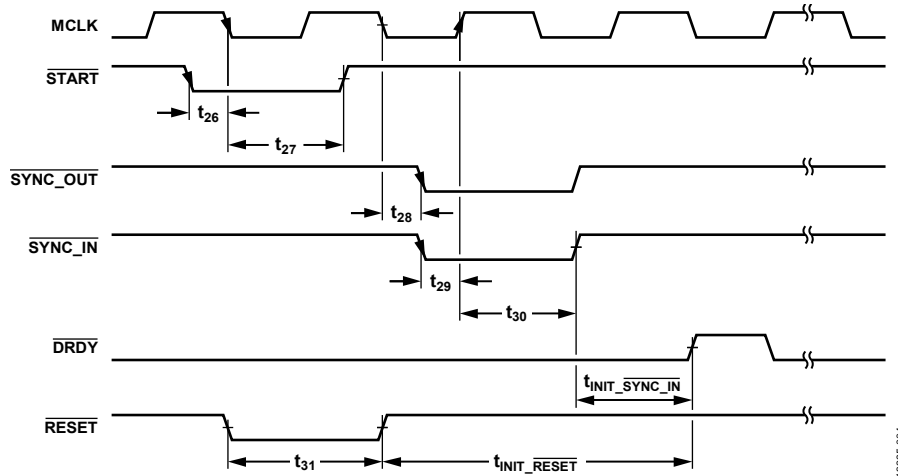 MCLK
START
t26
t27
SYNC_OUT
t28
SYNC_IN
t29
t30
DRDY
tINIT_SYNC_IN
RESET
t31
tINIT_RESET